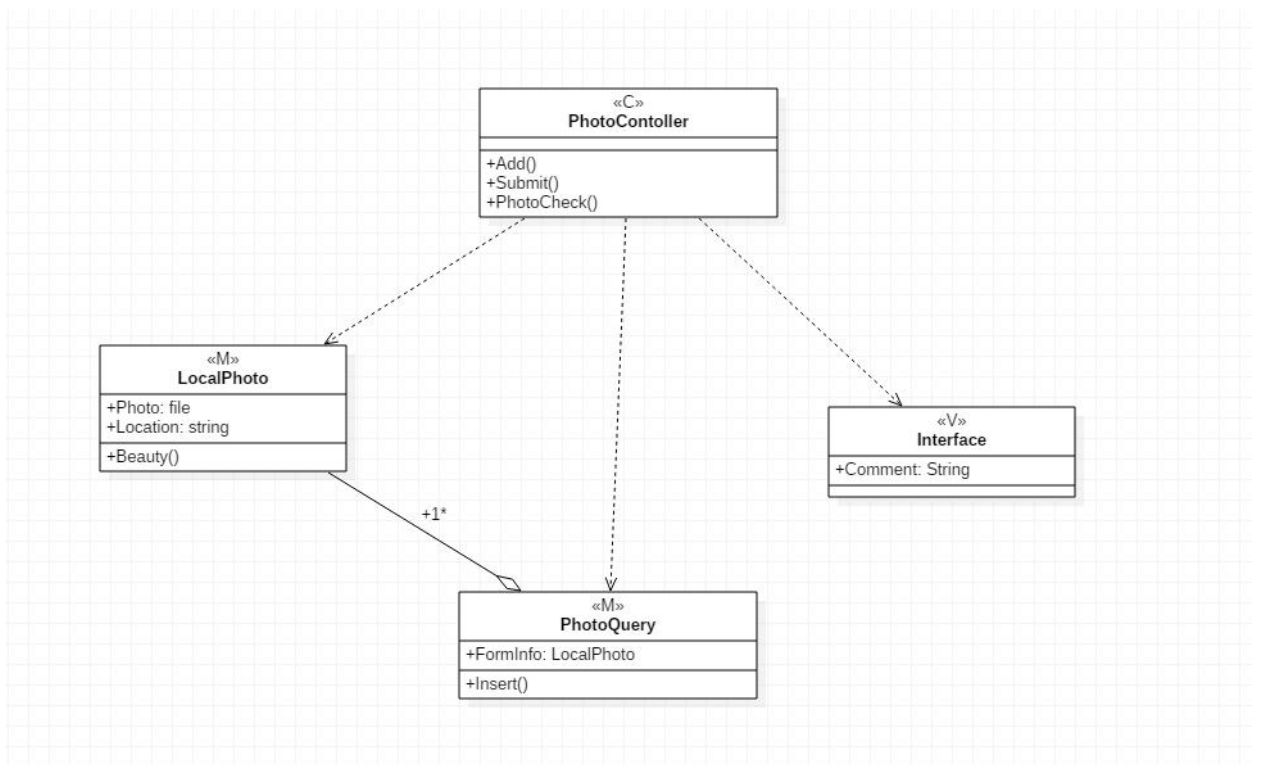 «C»
PhotoContoller
+Add()
+Submit()
+PhotoCheck()
«M»
LocalPhoto
+Photo: file
+Location: string
+Beauty()
«V»
Interface
+Comment: String
+1*
«M»
PhotoQuery
+FormInfo: LocalPhoto
+Insert()